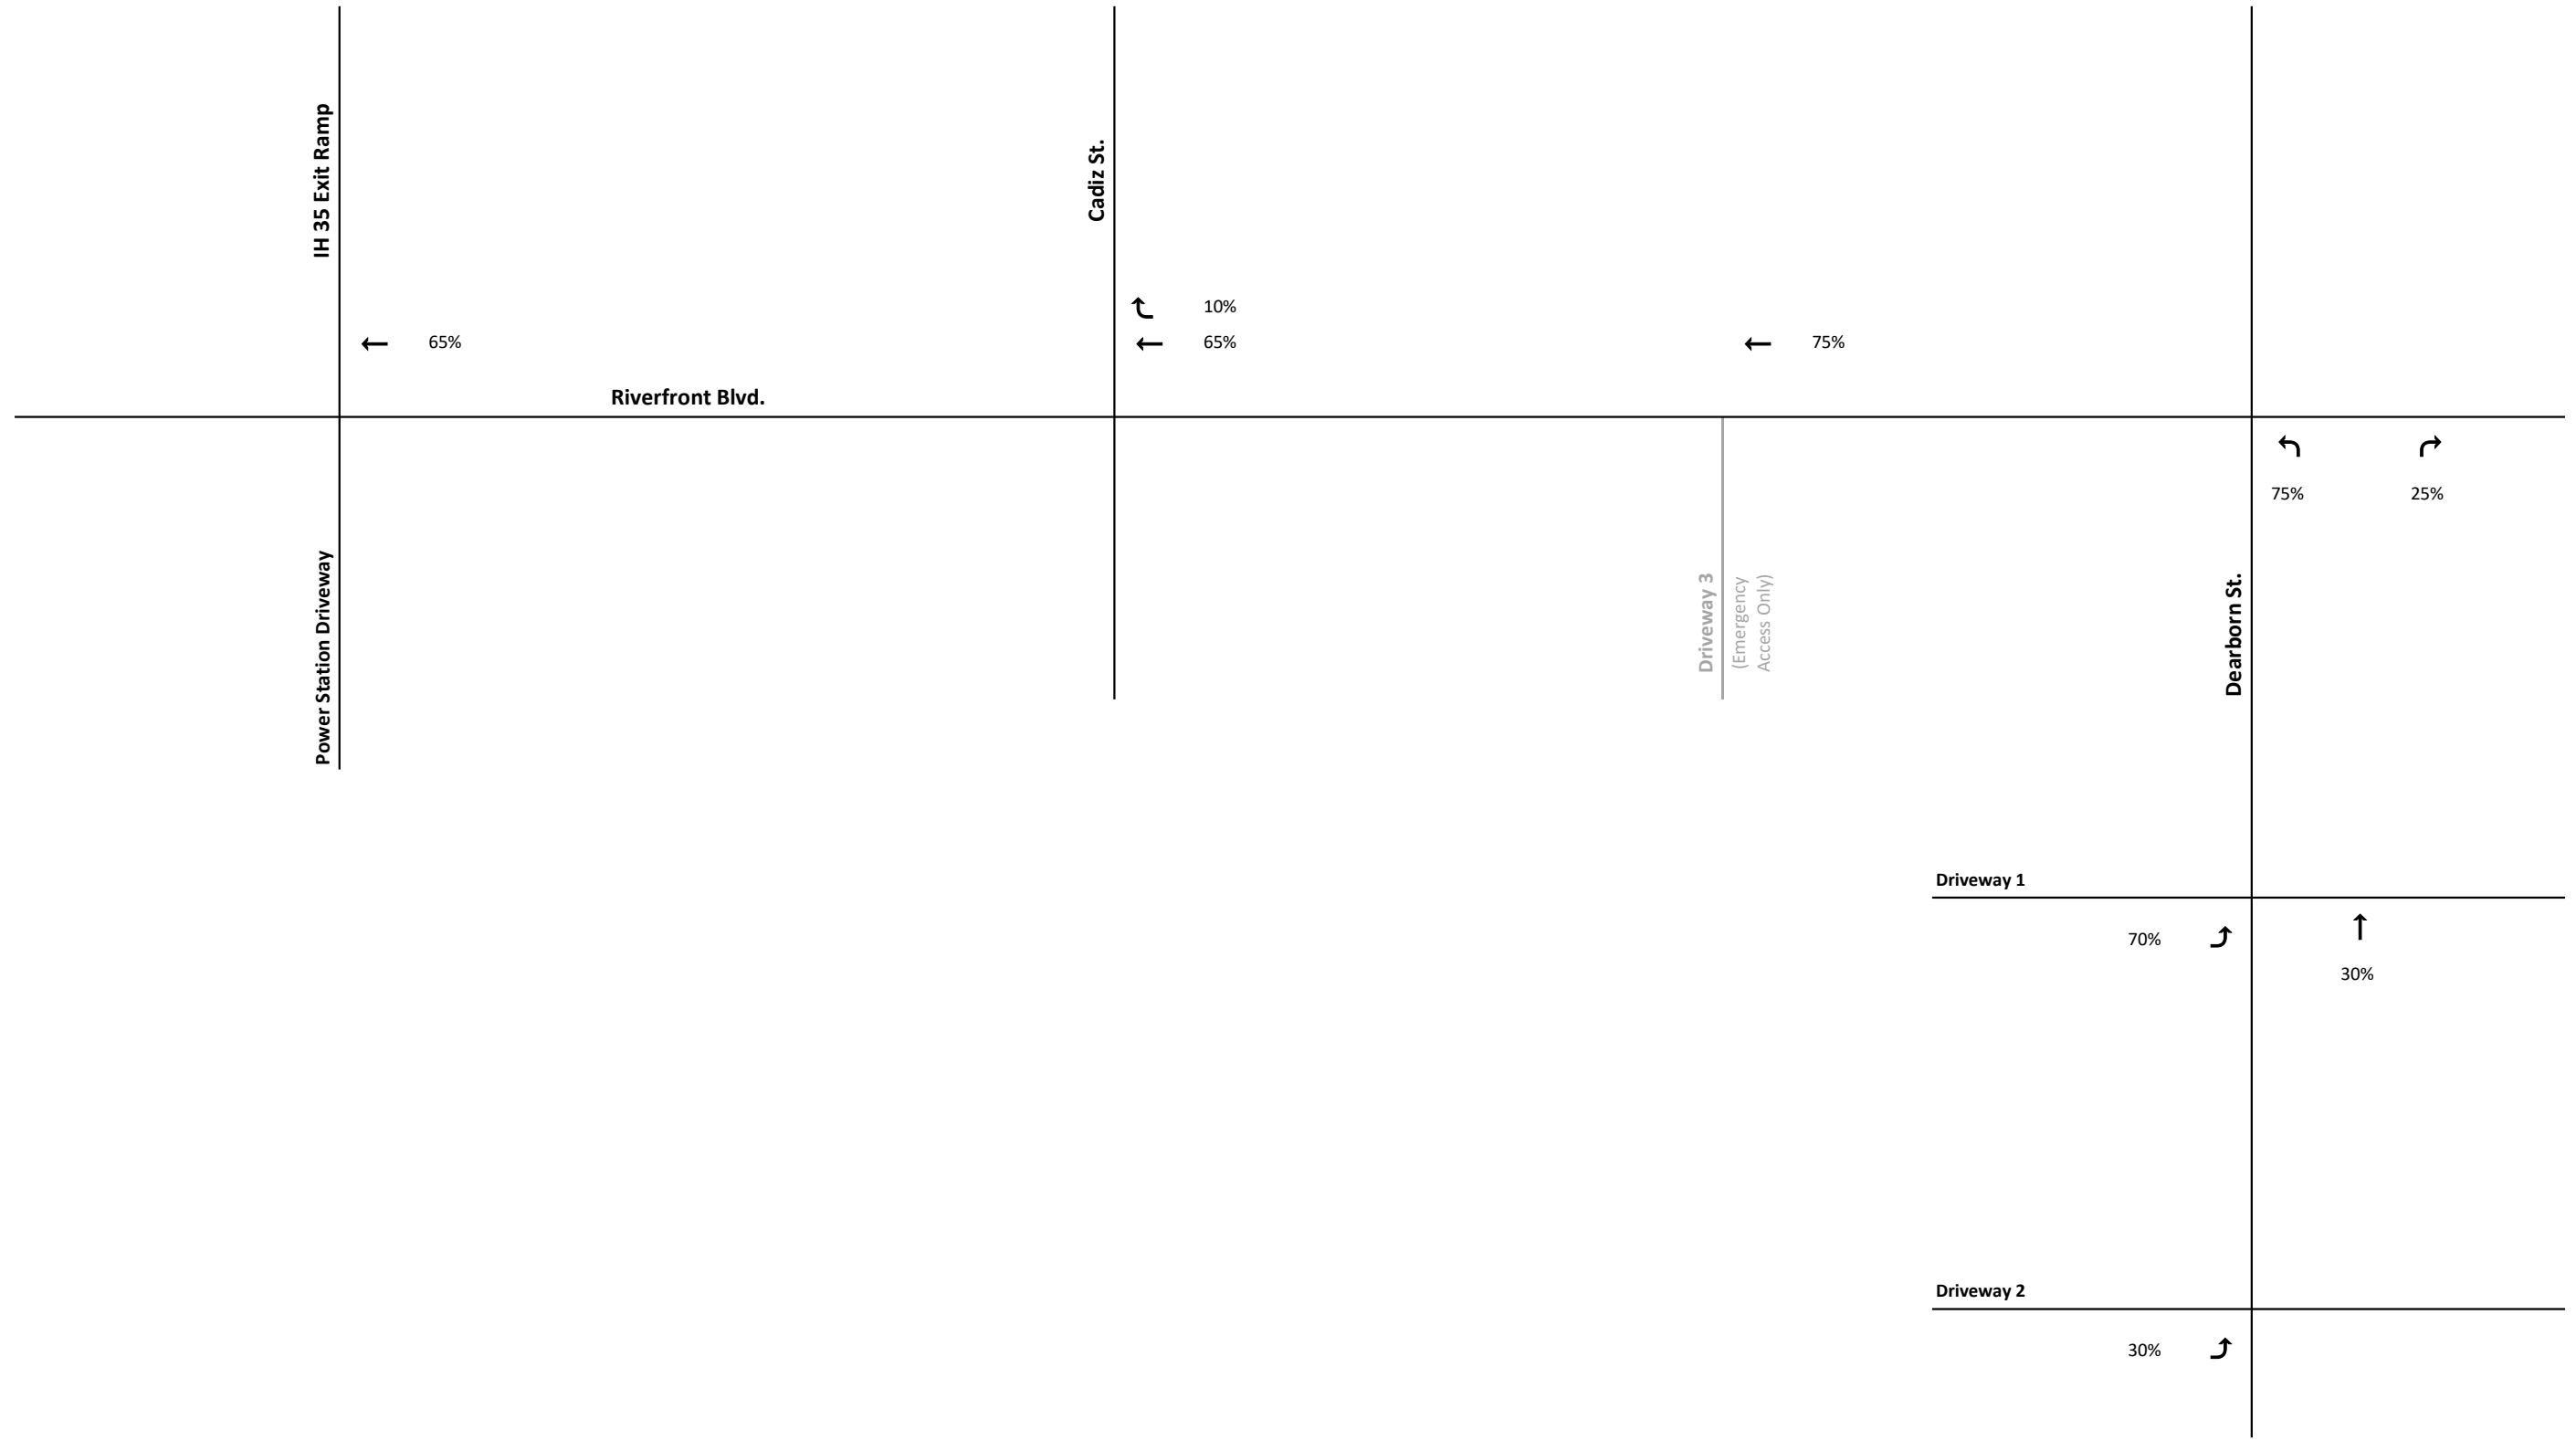 IH 35 Exit Ramp
Cadiz St.
10%
65%
65%
75%
Riverfront Blvd.
75%
25%
Power Station Driveway
Driveway 3
(Emergency
Access Only)
Dearborn St.
Driveway 1
70%
30%
Driveway 2
30%